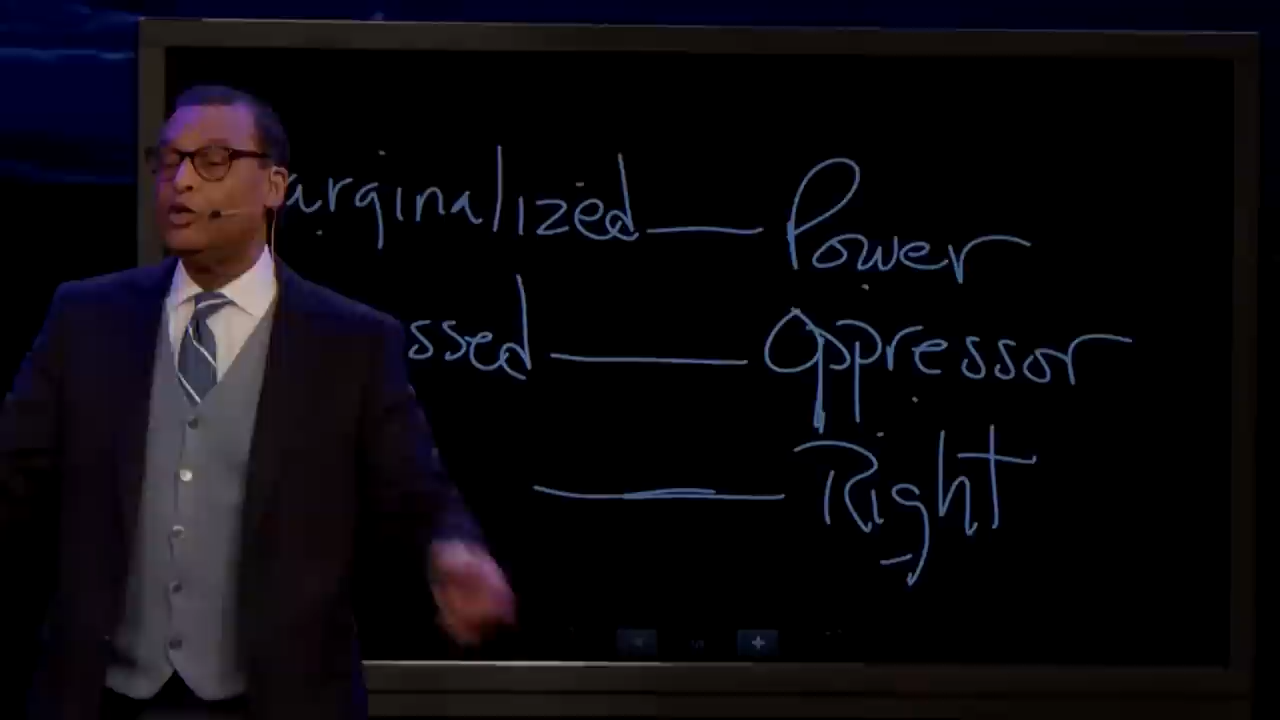 arginalized — Power
ssed — Oppressor
— Right